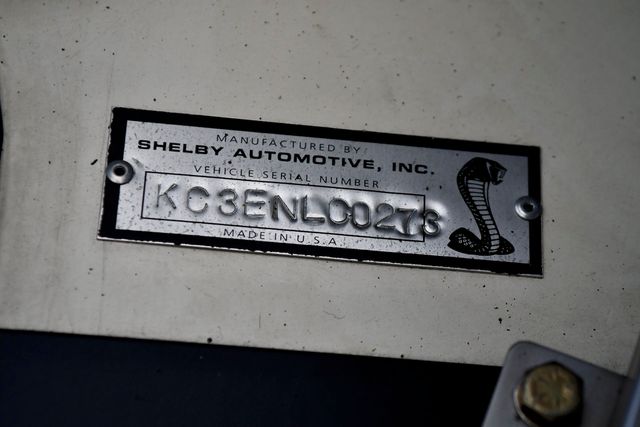 MANUFACTURED BY
SHELBY AUTOMOTIVE, INC.
VEHICLE SERIAL NUMBER
KC3ENLC0273
MADE IN U.S.A.